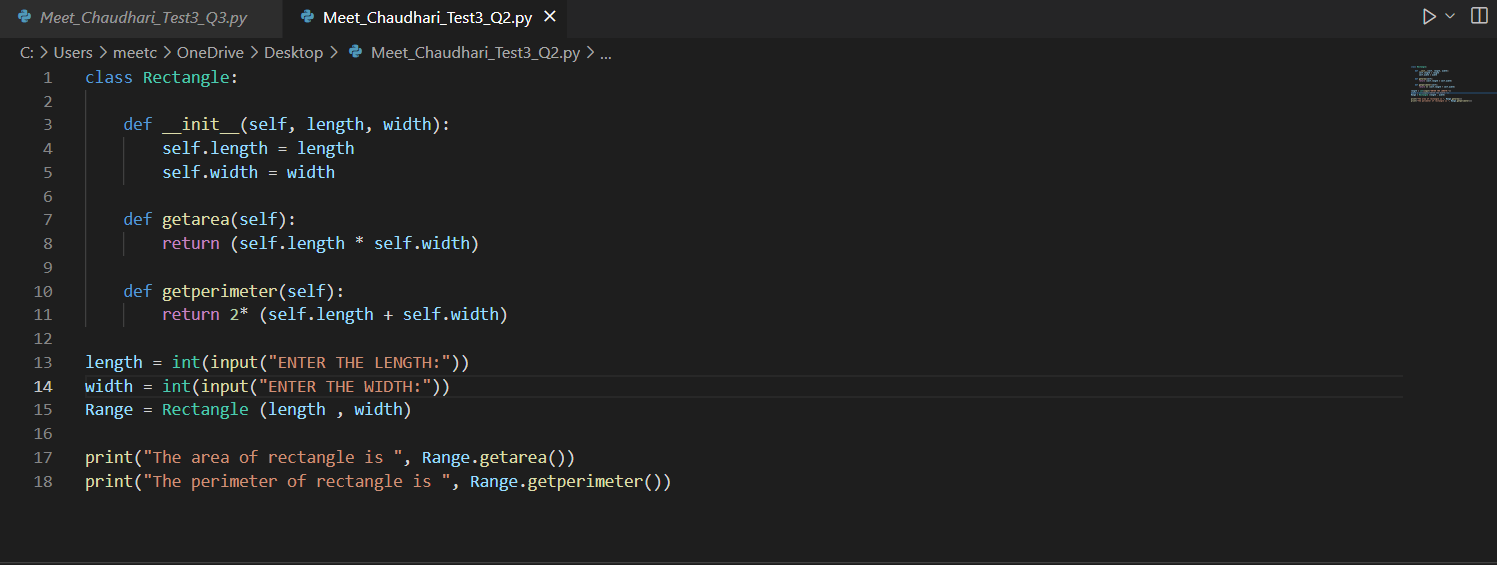 Meet_Chaudhari_Test3_Q3.py Meet_Chaudhari_Test3_Q2.py
C: > Users > meetc > OneDrive > Desktop > Meet_Chaudhari_Test3_Q2.py > ...
1 class Rectangle:
2
3     def __init__(self, length, width):
4         self.length = length
5         self.width = width
6
7     def getarea(self):
8         return (self.length * self.width)
9
10     def getperimeter(self):
11         return 2* (self.length + self.width)
12
13 length = int(input("ENTER THE LENGTH:"))
14 width = int(input("ENTER THE WIDTH:"))
15 Range = Rectangle (length , width)
16
17 print("The area of rectangle is ", Range.getarea())
18 print("The perimeter of rectangle is ", Range.getperimeter())